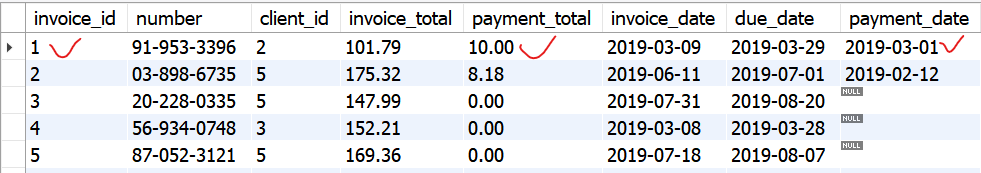 invoice_id number client_id invoice_total payment_total invoice_date due_date payment_date
1 91-953-3396 2 101.79 10.00 2019-03-09 2019-03-29 2019-03-01
2 03-898-6735 5 175.32 8.18 2019-06-11 2019-07-01 2019-02-12
3 20-228-0335 5 147.99 0.00 2019-07-31 2019-08-20 NULL
4 56-934-0748 3 152.21 0.00 2019-03-08 2019-03-28 NULL
5 87-052-3121 5 169.36 0.00 2019-07-18 2019-08-07 NULL